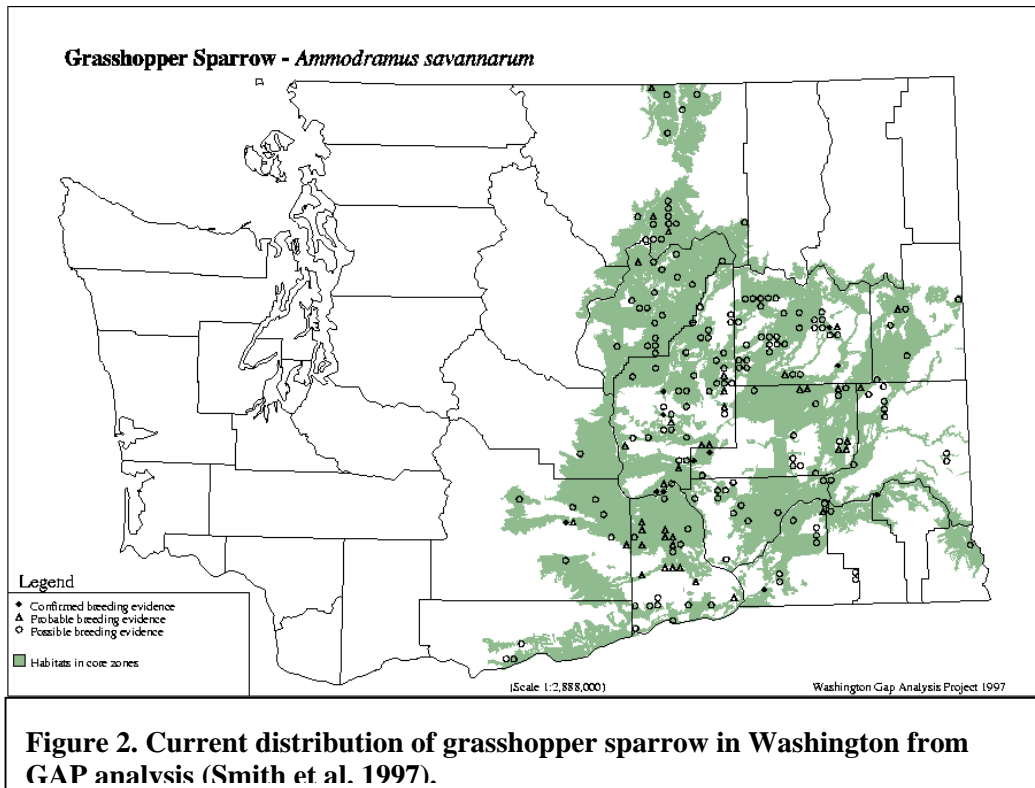 Grasshopper Sparrow - Ammodramus savannarum
Legend
Confirmed breeding evidence
Probable breeding evidence
Possible breeding evidence
Habitats in core zones
(Scale 1:2,888,000)
Washington Gap Analysis Project 1997
Figure 2. Current distribution of grasshopper sparrow in Washington from
GAP analysis (Smith et al. 1997).